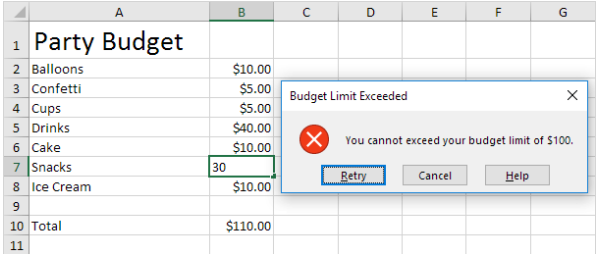 A B C D E F G
1 Party Budget
2 Balloons $10.00
3 Confetti $5.00
4 Cups $5.00
5 Drinks $40.00
6 Cake $10.00
7 Snacks 30
8 Ice Cream $10.00
9
10 Total $110.00
11
Budget Limit Exceeded
You cannot exceed your budget limit of $100.
Retry Cancel Help